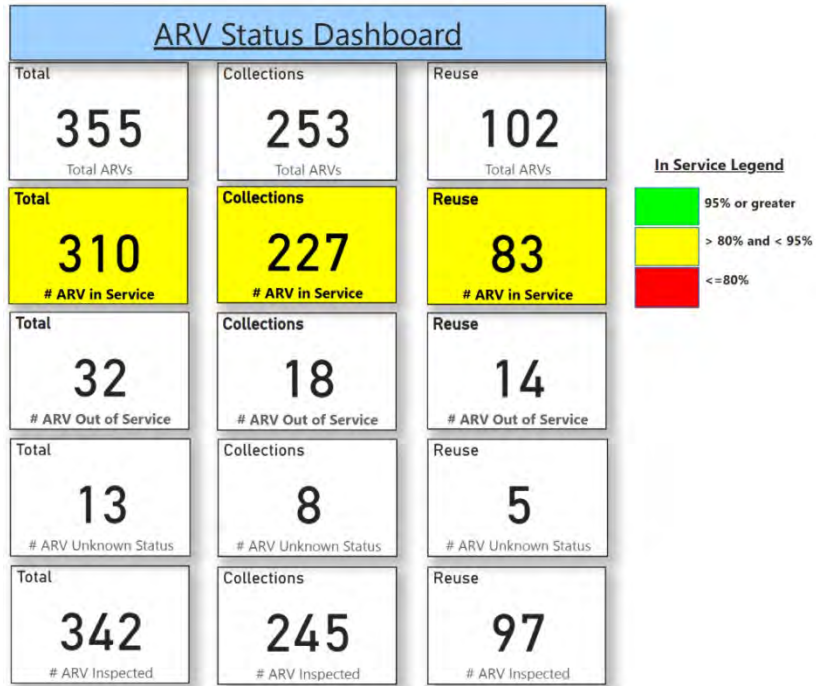 ARV Status Dashboard
Total
355
Total ARVs
Collections
253
Total ARVs
Reuse
102
Total ARVs
Total
310
# ARV in Service
Collections
227
# ARV in Service
Reuse
83
# ARV in Service
Total
32
# ARV Out of Service
Collections
18
# ARV Out of Service
Reuse
14
# ARV Out of Service
Total
13
# ARV Unknown Status
Collections
8
# ARV Unknown Status
Reuse
5
# ARV Unknown Status
Total
342
# ARV Inspected
Collections
245
# ARV Inspected
Reuse
97
# ARV Inspected
In Service Legend
95% or greater
> 80% and < 95%
<=80%